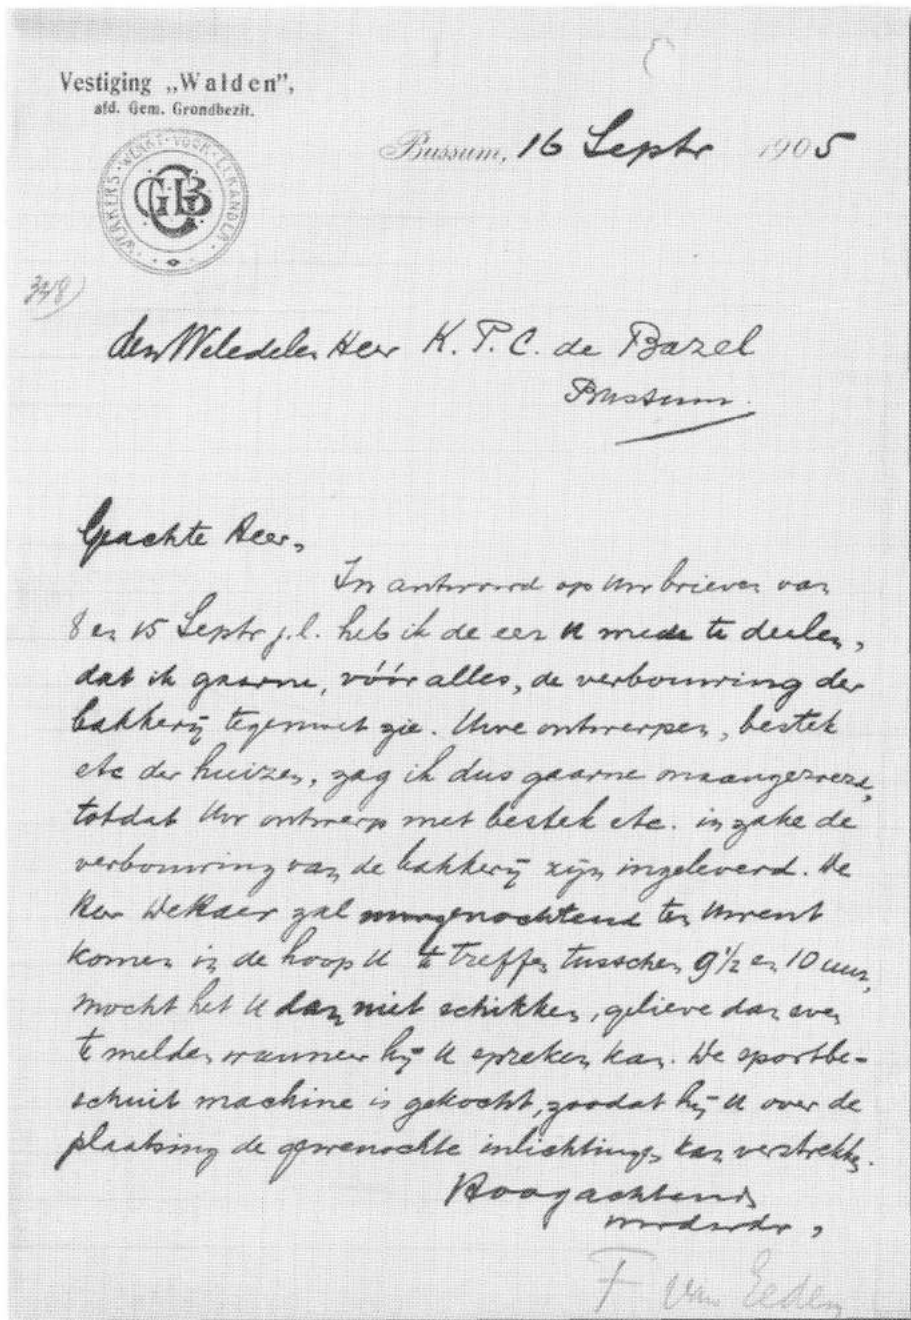 Vestiging „Walden”,
afd. Gem. Grondbezit.
WERKERS · WERKT · VOOR · ELKANDER
GGB
Bussum, 16 Septr 1905
348)
den Weledelen Heer K. P. C. de Bazel
Bussum.
Geachte Heer,
In antwoord op Uw brieven van
8 en 15 Septr j.l. heb ik de eer U mede te deelen,
dat ik gaarne, vóór alles, de verbouwing der
bakkerij tegemoet zie. Uwe ontwerpen, bestek
etc der huizen, zag ik dus gaarne onaangeroerd,
totdat Uw ontwerp met bestek etc. inzake de
verbouwing van de bakkerij zijn ingeleverd. De
Heer Dekker zal morgenochtend ten Uwent
komen in de hoop U te treffen tusschen 9½ en 10 uur,
mocht het U dan niet schikken, gelieve dan even
te melden wanneer hij U spreken kan. De sportbe-
schuit machine is gekocht, zoodat hij U over de
plaatsing de gewenschte inlichtingen kan verstrekken.
Hoogachtend,
F van Eeden